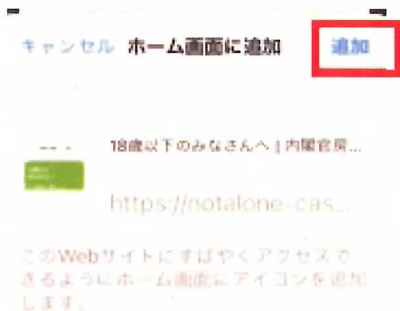 キャンセル ホーム画面に追加 追加
18歳以下のみなさんへ | 内閣官房...
https://notalone-cas...
このWebサイトにすばやくアクセスで
きるようにホーム画面にアイコンを追加
します。